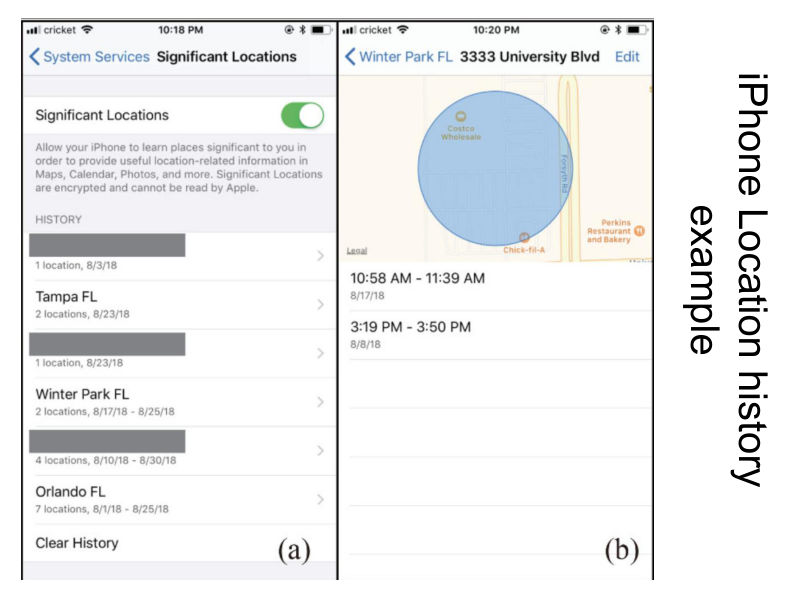 cricket 10:18 PM
System Services Significant Locations
Significant Locations
Allow your iPhone to learn places significant to you in
order to provide useful location-related information in
Maps, Calendar, Photos, and more. Significant Locations
are encrypted and cannot be read by Apple.
HISTORY
1 location, 8/3/18
Tampa FL
2 locations, 8/23/18
1 location, 8/23/18
Winter Park FL
2 locations, 8/17/18 - 8/25/18
4 locations, 8/10/18 - 8/30/18
Orlando FL
7 locations, 8/1/18 - 8/25/18
Clear History
(a)
cricket 10:20 PM
Winter Park FL 3333 University Blvd Edit
Costco
Wholesale
Forsyth Rd
Perkins
Restaurant
and Bakery
Chick-fil-A
Legal
10:58 AM - 11:39 AM
8/17/18
3:19 PM - 3:50 PM
8/8/18
(b)
iPhone Location history
example